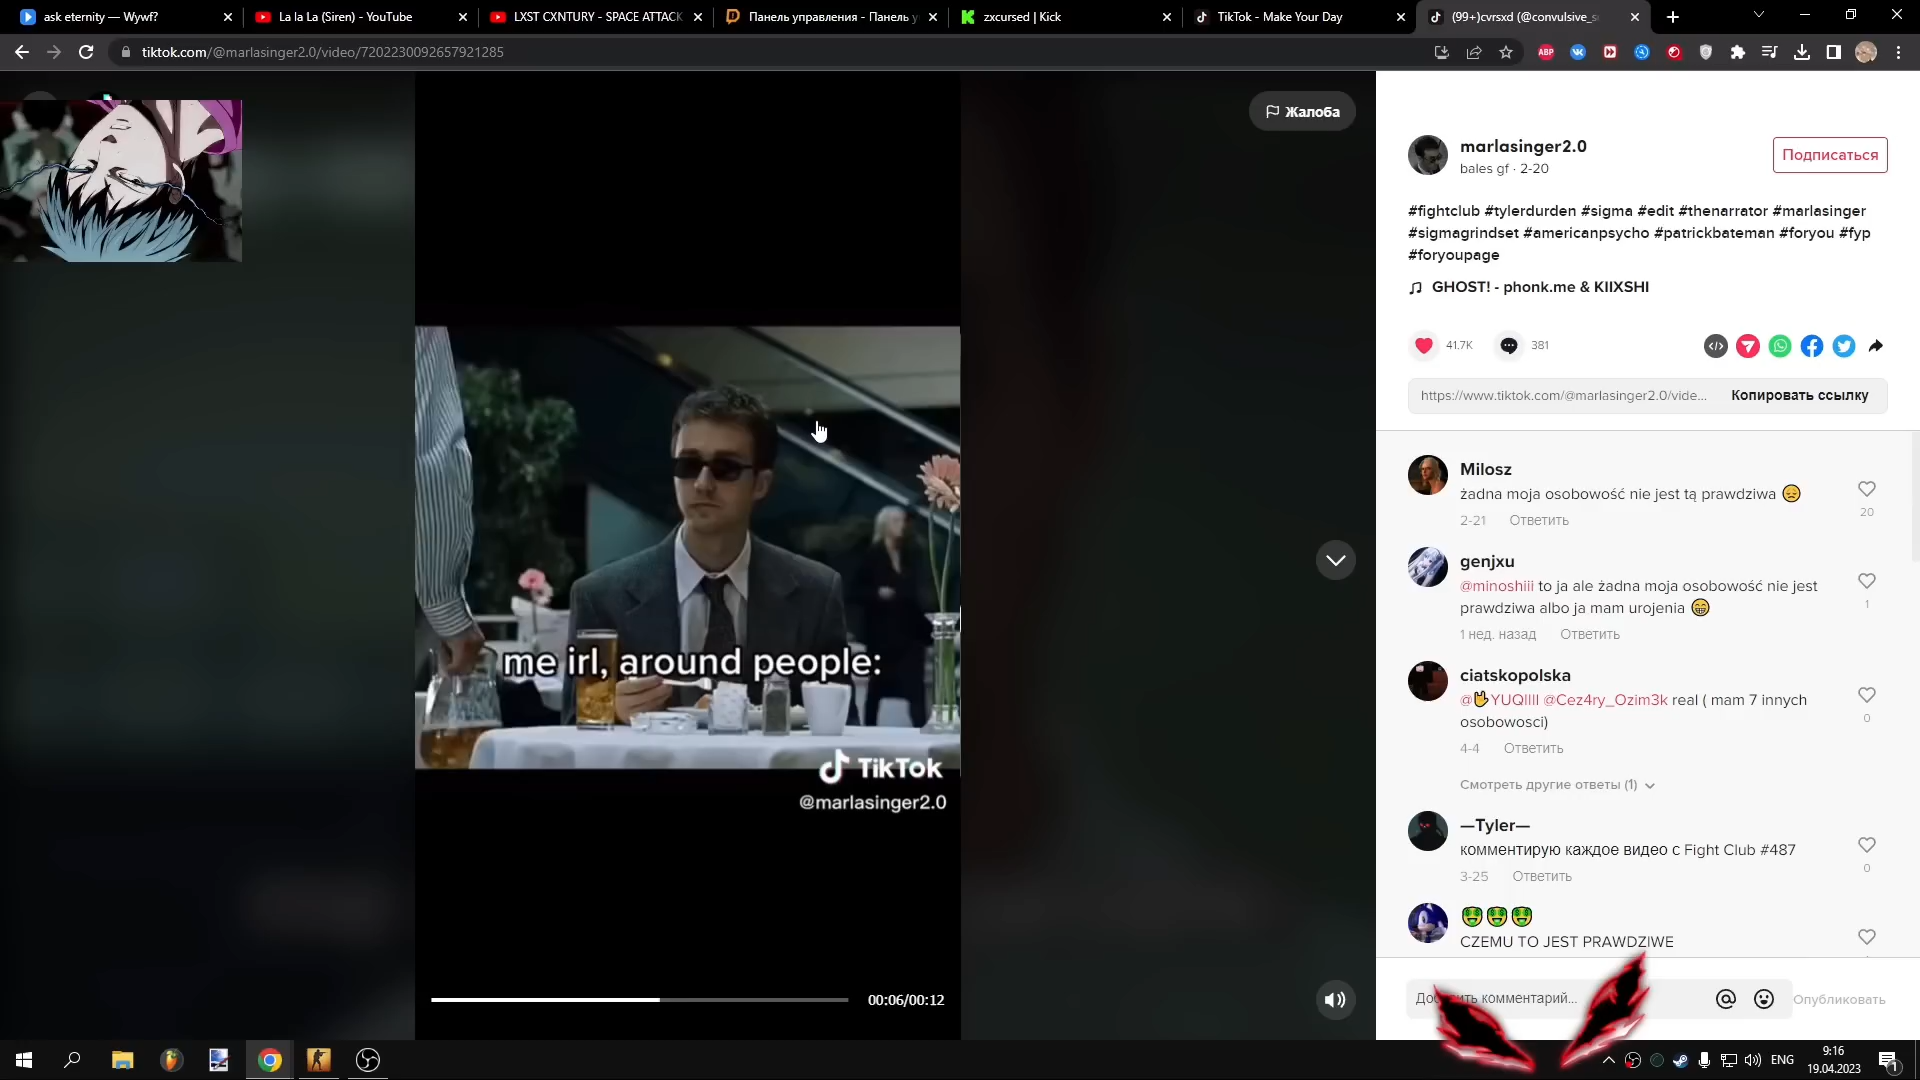 ask eternity — Wywf?
La la La (Siren) - YouTube
LXST CXNTURY - SPACE ATTACK
Панель управления - Панель у
zxcursed | Kick
TikTok - Make Your Day
(99+)cvrsxd (@convulsive_s
tiktok.com/@marlasinger2.0/video/7202230092657921285
ABP
Жалоба
marlasinger2.0
bales gf · 2-20
Подписаться
#fightclub #tylerdurden #sigma #edit #thenarrator #marlasinger
#sigmagrindset #americanpsycho #patrickbateman #foryou #fyp
#foryoupage
GHOST! - phonk.me & KIIXSHI
41.7K
381
https://www.tiktok.com/@marlasinger2.0/vide...
Копировать ссылку
me irl, around people:
TikTok
@marlasinger2.0
00:06/00:12
Milosz
żadna moja osobowość nie jest tą prawdziwa 😞
20
2-21 Ответить
genjxu
@minoshiii to ja ale żadna moja osobowość nie jest
prawdziwa albo ja mam urojenia 😁
1
1 нед. назад Ответить
ciatskopolska
@🤟YUQIIII @Cez4ry_Ozim3k real ( mam 7 innych
osobowosci)
0
4-4 Ответить
Смотреть другие ответы (1)
—Tyler—
комментирую каждое видео с Fight Club #487
0
3-25 Ответить
🤑🤑🤑
CZEMU TO JEST PRAWDZIWE
комментарий...
Опубликовать
ENG
9:16
19.04.2023
1